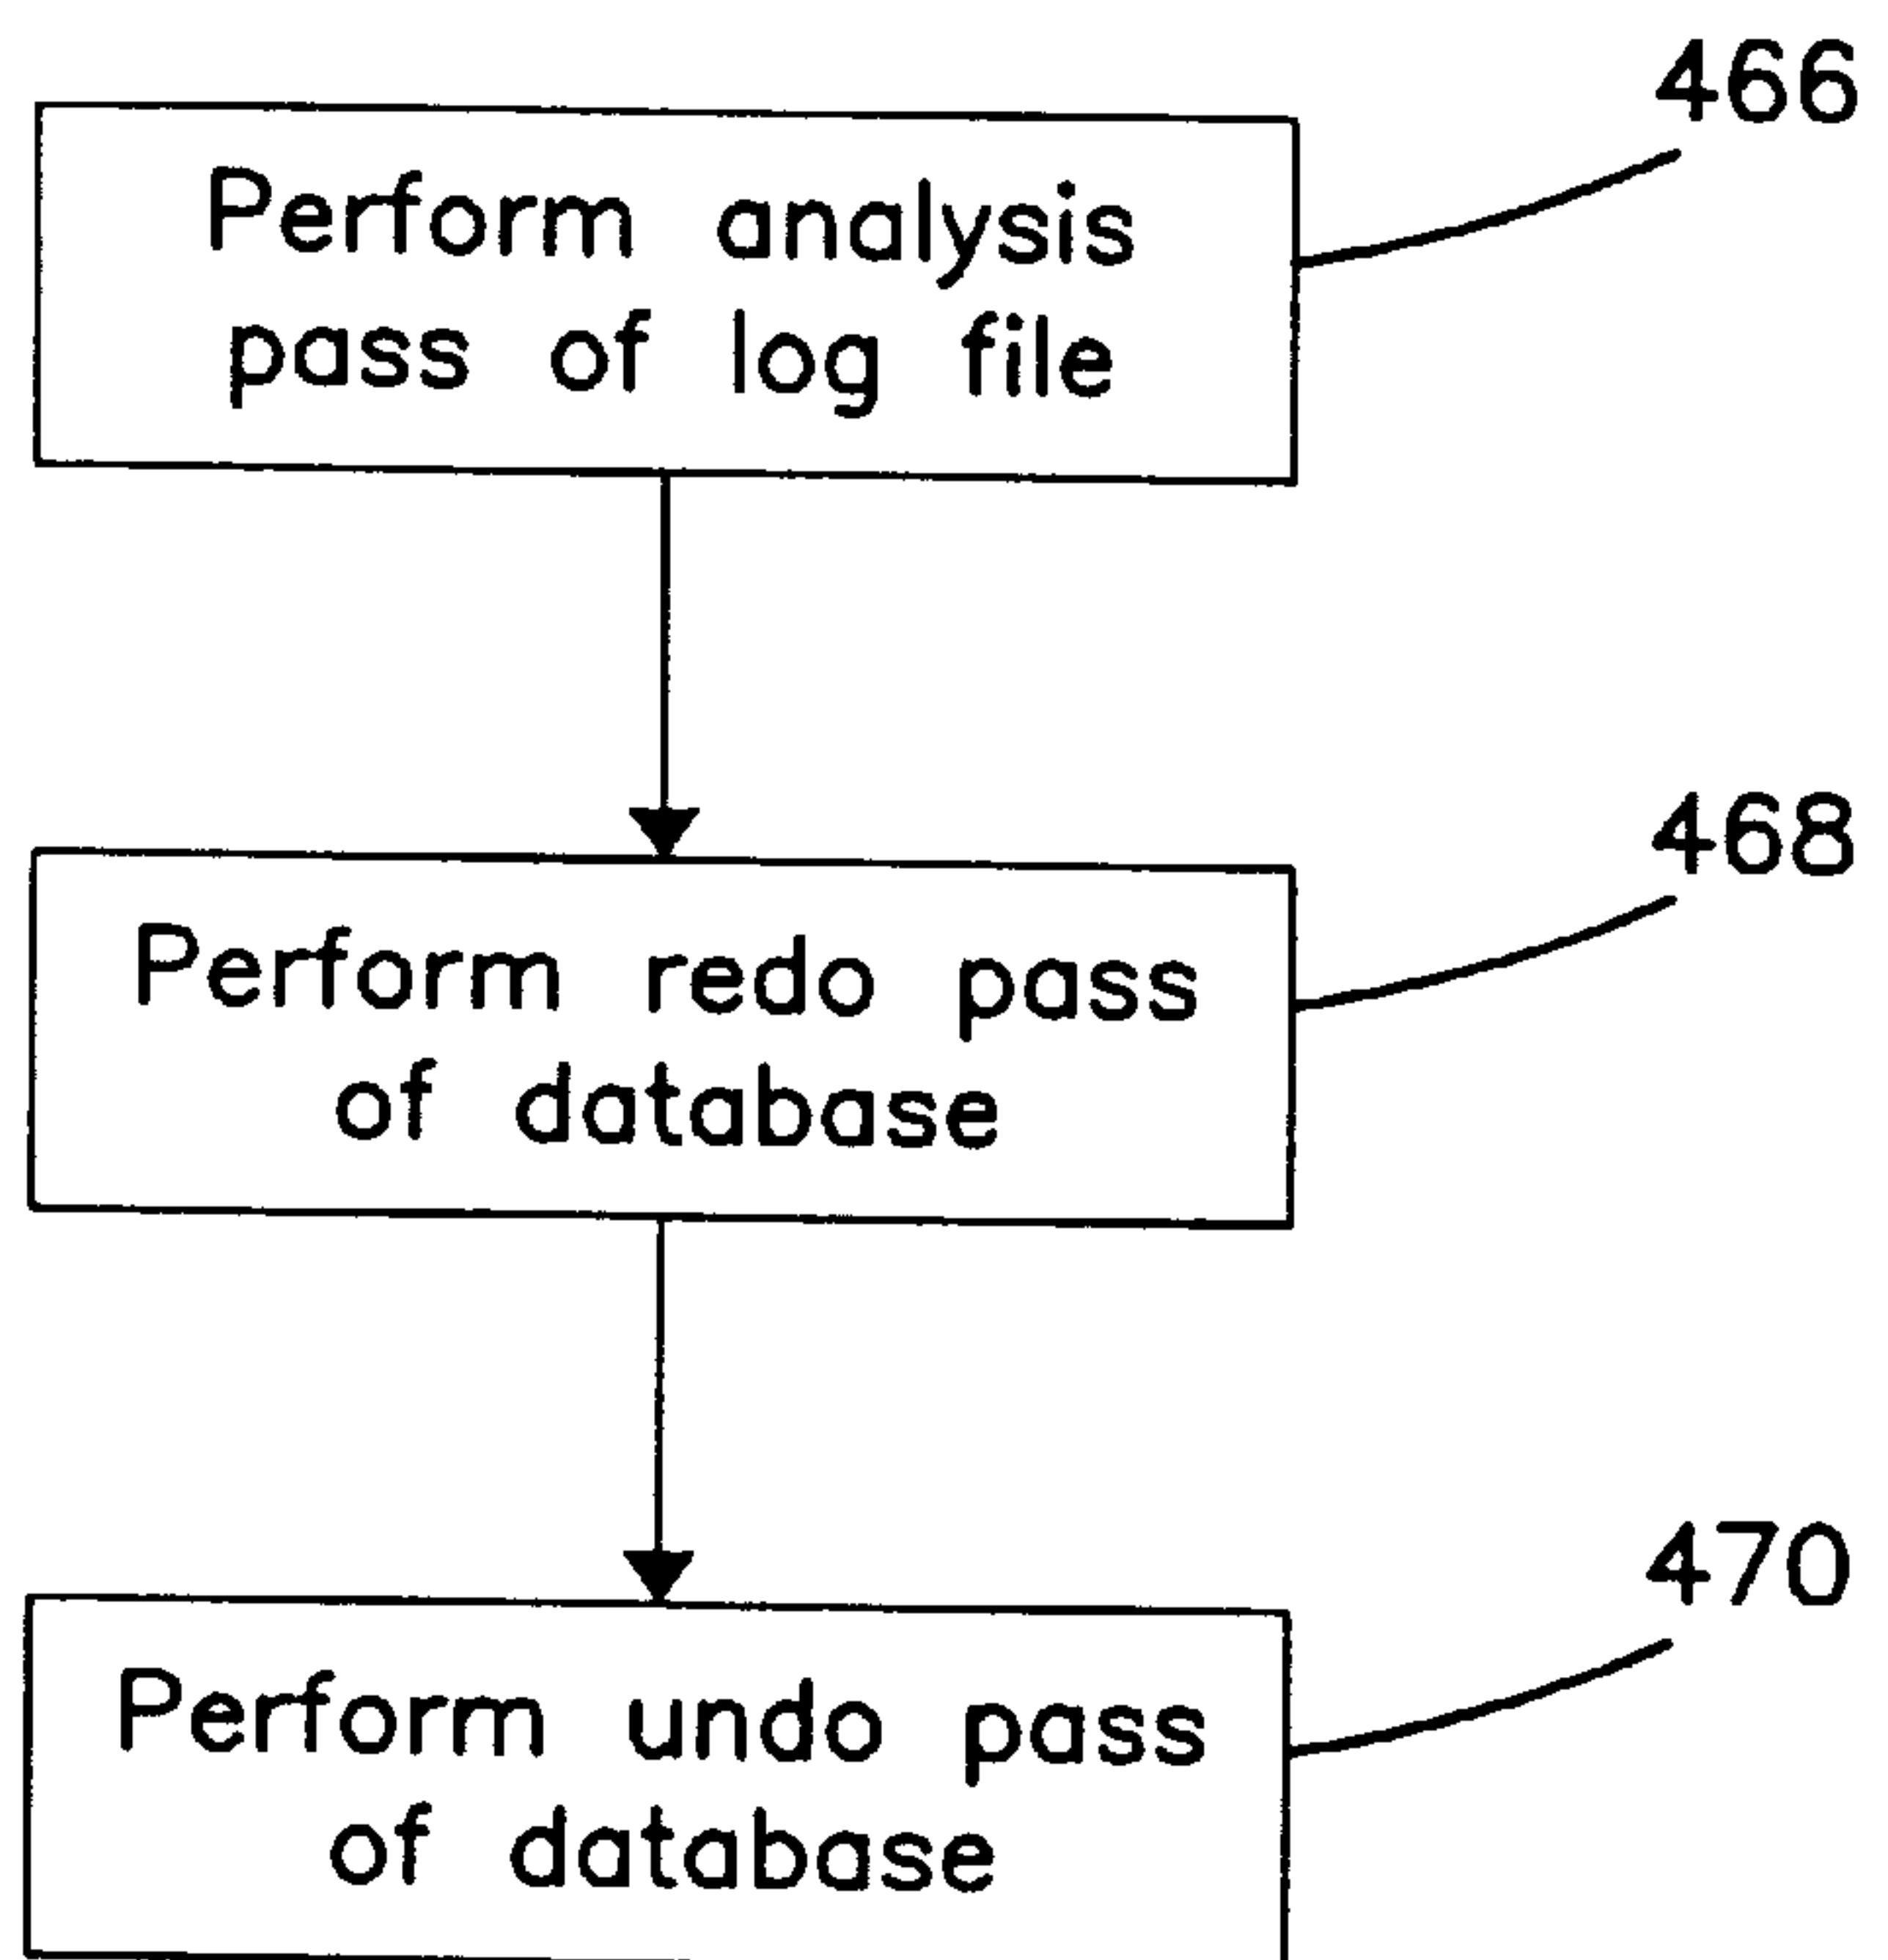 466
Perform analysis
pass of log file
468
Perform redo pass
of database
470
Perform undo pass
of database